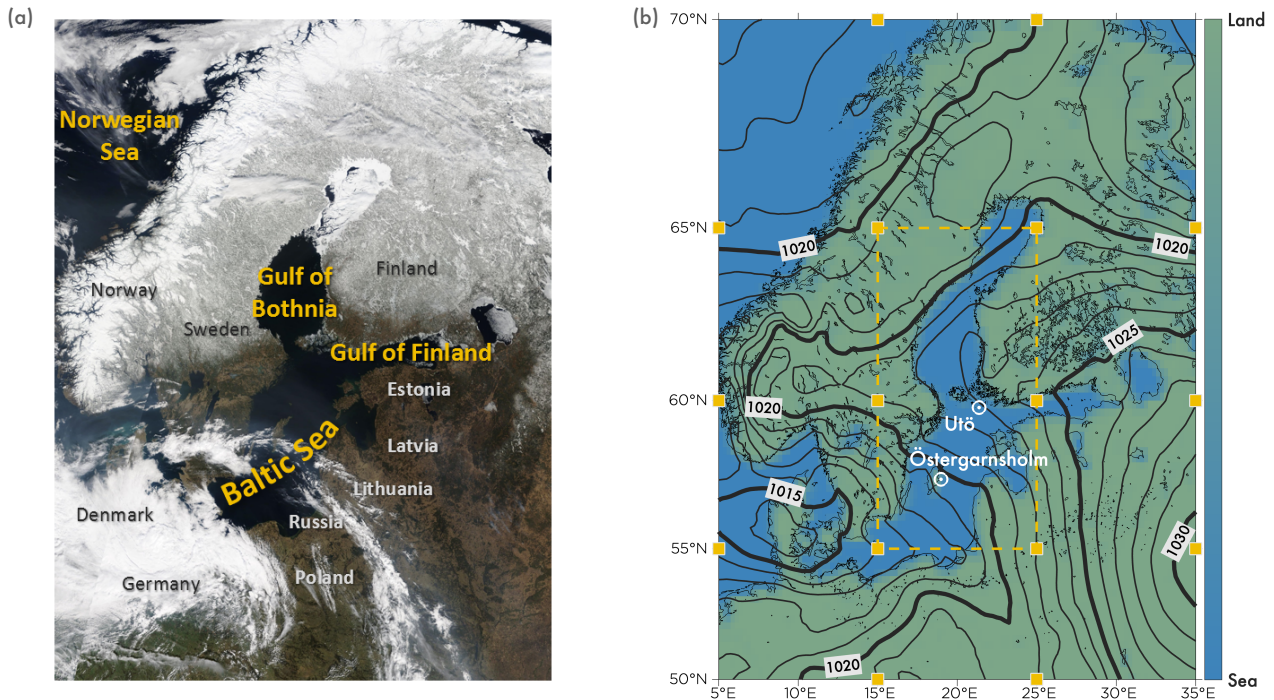 (a)
Norwegian
Sea
Gulf of
Bothnia
Finland
Norway
Sweden
Gulf of Finland
Estonia
Latvia
Baltic Sea
Lithuania
Denmark
Russia
Germany
Poland
(b)
70°N
65°N
60°N
55°N
50°N
5°E
10°E
15°E
20°E
25°E
30°E
35°E
1020
1020
1025
1020
1015
1030
1020
Utö
Östergarnsholm
Land
Sea